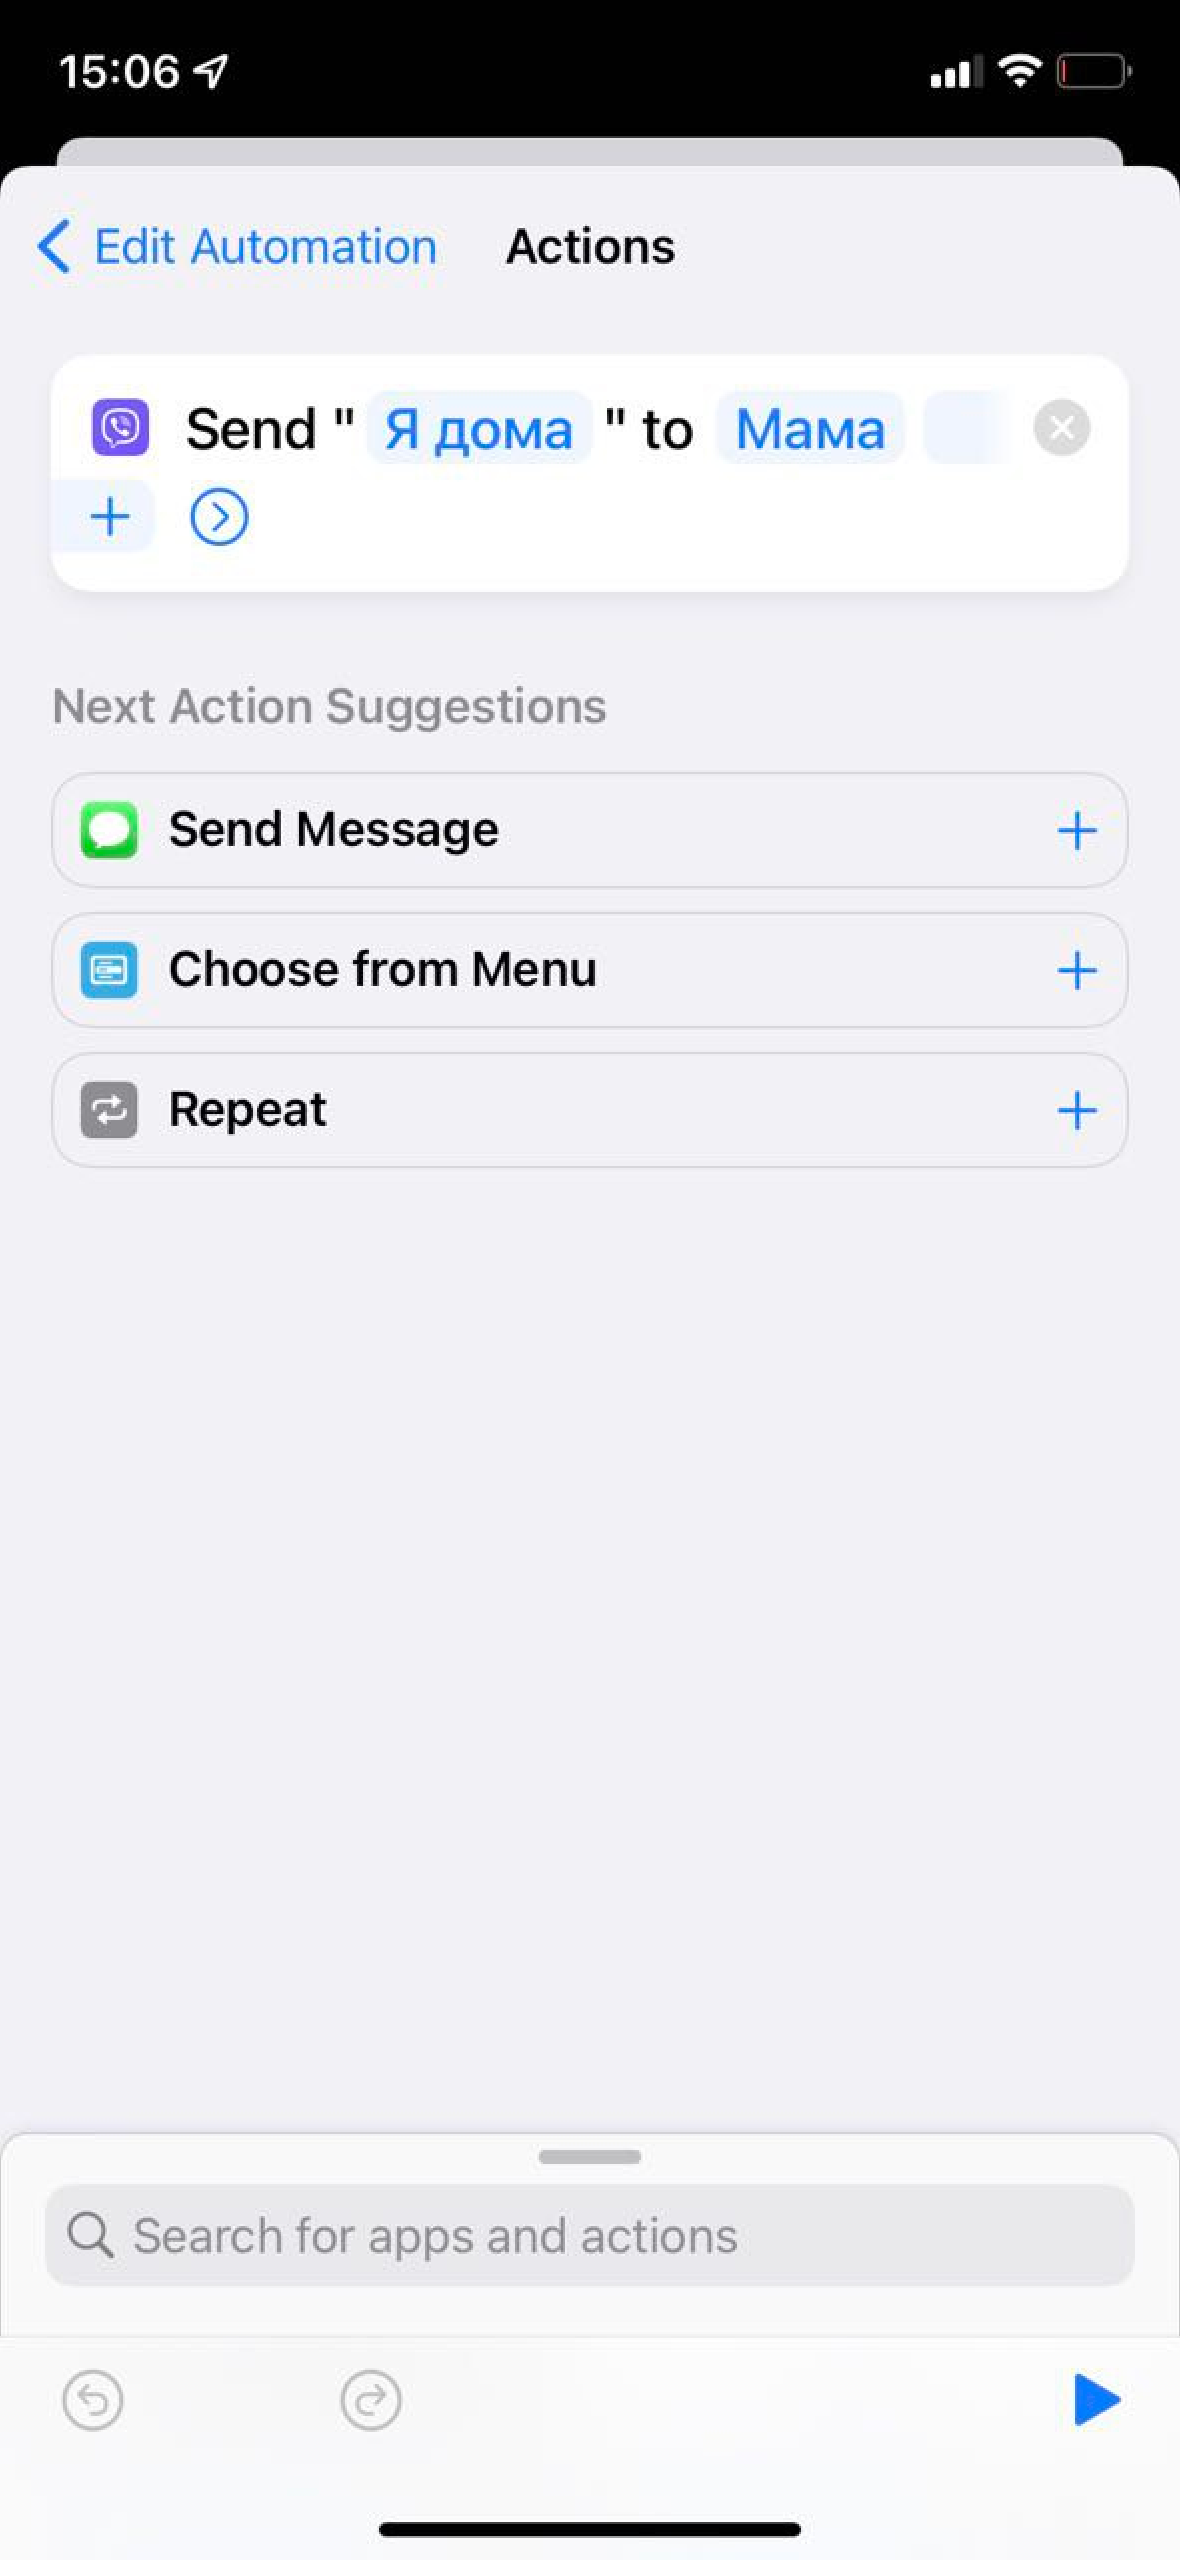 15:06
Edit Automation Actions
Send " Я дома " to Мама
Next Action Suggestions
Send Message
Choose from Menu
Repeat
Search for apps and actions